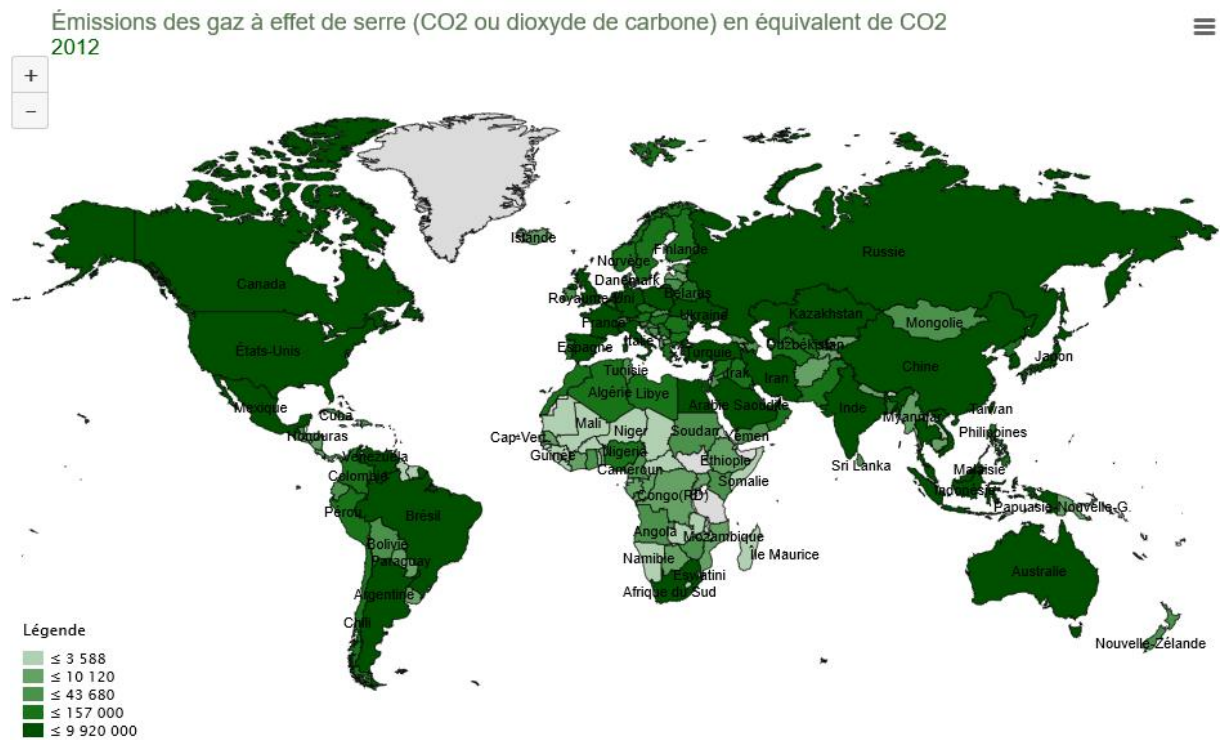 Émissions des gaz à effet de serre (CO2 ou dioxyde de carbone) en équivalent de CO2
2012
+
−
Islande
Finlande
Norvège
Russie
Danemark
Canada
Royaume-Uni
Bélarus
Ukraine
Kazakhstan
Mongolie
France
Italie
États-Unis
Espagne
Turquie
Ouzbékistan
Japon
Tunisie
Irak
Iran
Chine
Algérie
Libye
Mexique
Cuba
Arabie Saoudite
Inde
Myanmar
Taiwan
Honduras
Cap-Vert
Mali
Niger
Soudan
Yémen
Philippines
Venezuela
Guinée
Nigeria
Éthiopie
Sri Lanka
Colombie
Cameroun
Somalie
Malaisie
Indonésie
Congo(RD)
Papuasie-Nouvelle-G.
Pérou
Brésil
Angola
Mozambique
Bolivie
Namibie
Île Maurice
Paraguay
Eswatini
Australie
Argentine
Afrique du Sud
Chili
Nouvelle-Zélande
Légende
≤ 3 588
≤ 10 120
≤ 43 680
≤ 157 000
≤ 9 920 000